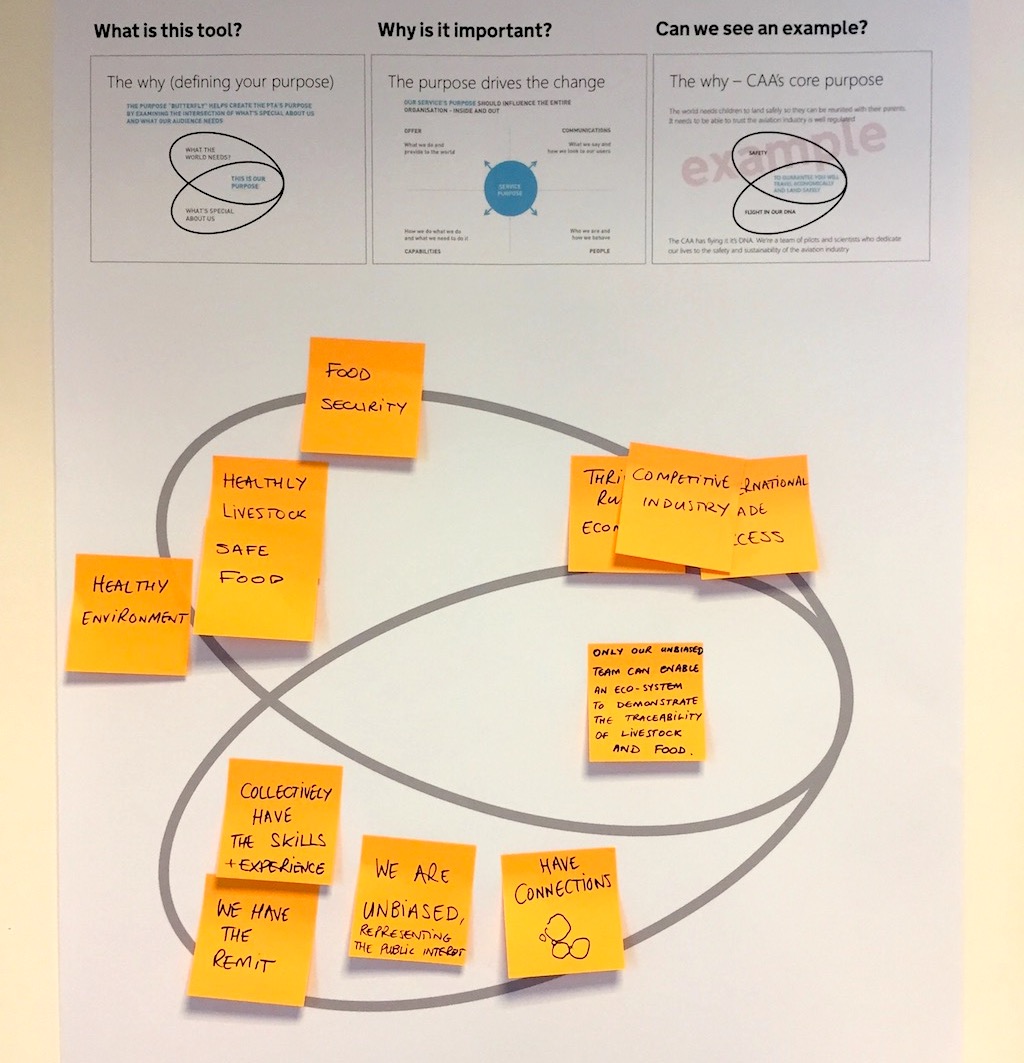 What is this tool?
The why (defining your purpose)
THE PURPOSE "BUTTERFLY" HELPS CREATE THE PTA'S PURPOSE
BY EXAMINING THE INTERSECTION OF WHAT'S SPECIAL ABOUT US
AND WHAT OUR AUDIENCE NEEDS
WHAT THE
WORLD NEEDS?
THIS IS OUR
PURPOSE
WHAT'S SPECIAL
ABOUT US
Why is it important?
The purpose drives the change
OUR SERVICE'S PURPOSE SHOULD INFLUENCE THE ENTIRE
ORGANISATION - INSIDE AND OUT
OFFER
What we do and
provide to the world
COMMUNICATIONS
What we say and
how we look to our users
SERVICE
PURPOSE
How we do what we do
and what we need to do it
CAPABILITIES
Who we are and
how we behave
PEOPLE
Can we see an example?
The why – CAA's core purpose
The world needs children to land safely so they can be reunited with their parents.
It needs to be able to trust the aviation industry is well regulated
example
SAFETY
TO GUARANTEE YOU WILL
TRAVEL ECONOMICALLY
AND LAND SAFELY
FLIGHT IN OUR DNA
The CAA has flying it it's DNA. We're a team of pilots and scientists who dedicate
our lives to the safety and sustainability of the aviation industry
FOOD
SECURITY
HEALTHLY
LIVESTOCK
SAFE
FOOD
HEALTHY
ENVIRONMENT
THRI
RU
ECO
COMPETITIVE
INDUSTRY
RNATIONAL
ADE
CESS
ONLY OUR UNBIASED
TEAM CAN ENABLE
AN ECO-SYSTEM
TO DEMONSTRATE
THE TRACEABILITY
OF LIVESTOCK
AND FOOD.
COLLECTIVELY
HAVE
THE SKILLS
+EXPERIENCE
WE HAVE
THE
REMIT
WE ARE
UNBIASED,
REPRESENTING
THE PUBLIC INTERST
HAVE
CONNECTIONS